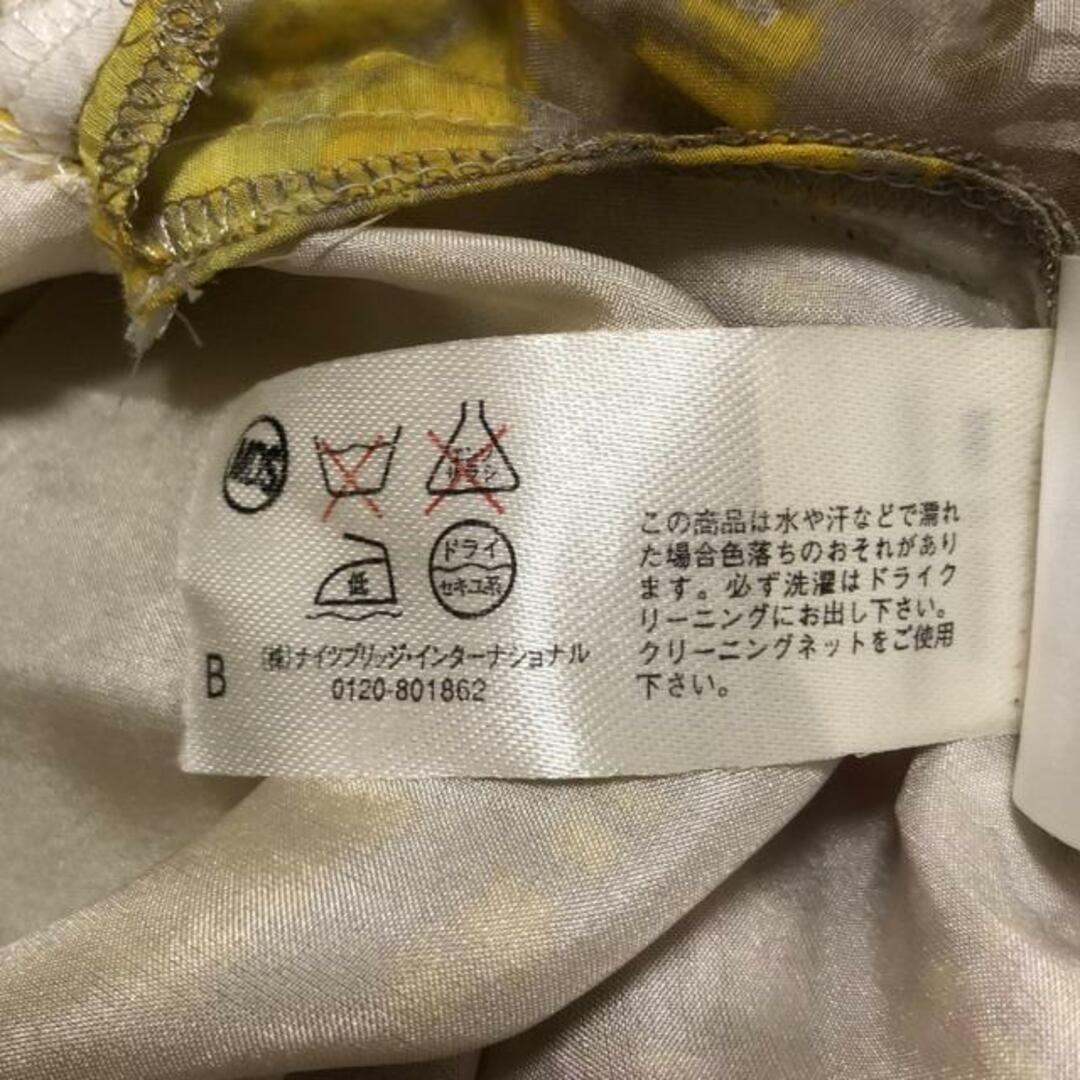 低
ドライ
セキユ系
B
(株)ナイツブリッジ・インターナショナル
0120-801862
この商品は水や汗などで濡れ
た場合色落ちのおそれがあり
ます。必ず洗濯はドライク
リーニングにお出し下さい。
クリーニングネットをご使用
下さい。